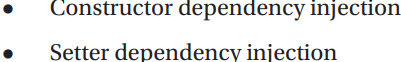 • Constructor dependency injection
• Setter dependency injection